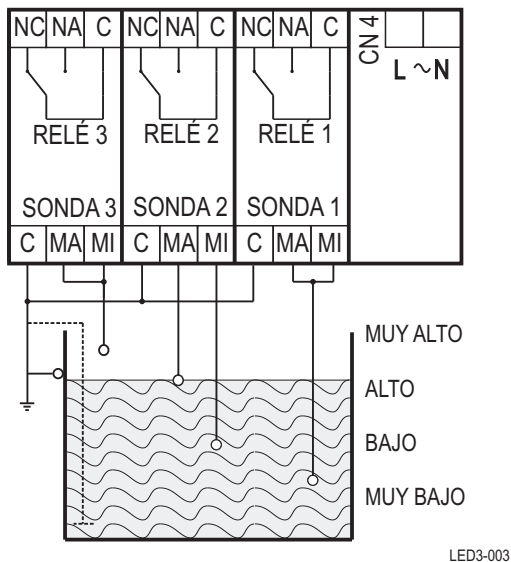 NC NA C NC NA C NC NA C CN 4
L ~ N
RELÉ 3 RELÉ 2 RELÉ 1
SONDA 3 SONDA 2 SONDA 1
C MA MI C MA MI C MA MI
MUY ALTO
ALTO
BAJO
MUY BAJO
LED3-003